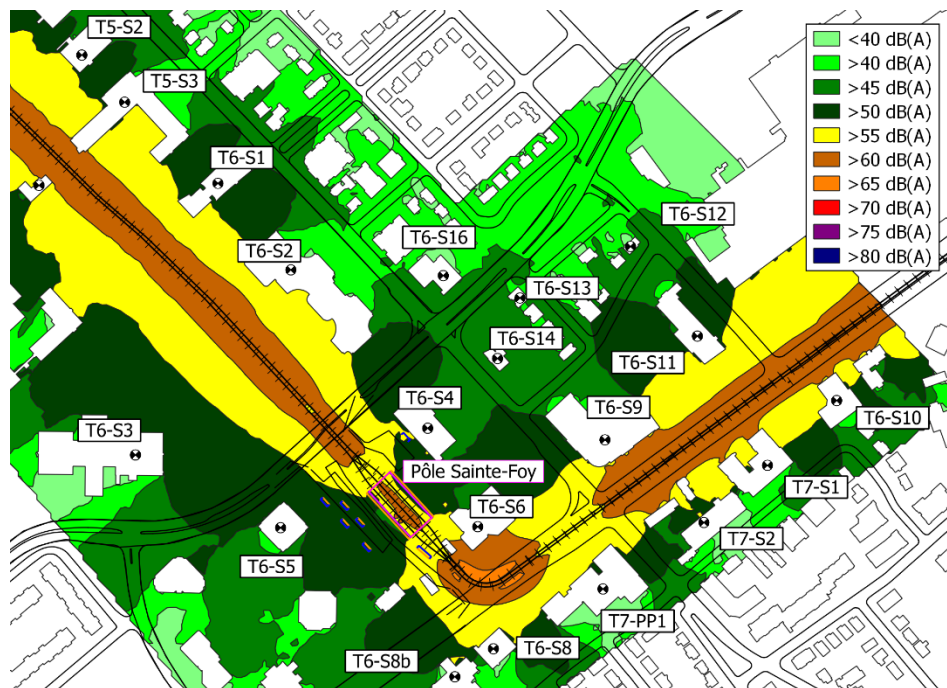 T5-S2
<40 dB(A)
>40 dB(A)
T5-S3
>45 dB(A)
>50 dB(A)
>55 dB(A)
T6-S1
>60 dB(A)
>65 dB(A)
T6-S12
>70 dB(A)
T6-S16
>75 dB(A)
T6-S2
>80 dB(A)
T6-S13
T6-S14
T6-S11
T6-S4
T6-S9
T6-S3
T6-S10
Pôle Sainte-Foy
T7-S1
T6-S6
T7-S2
T6-S5
T7-PP1
T6-S8
T6-S8b